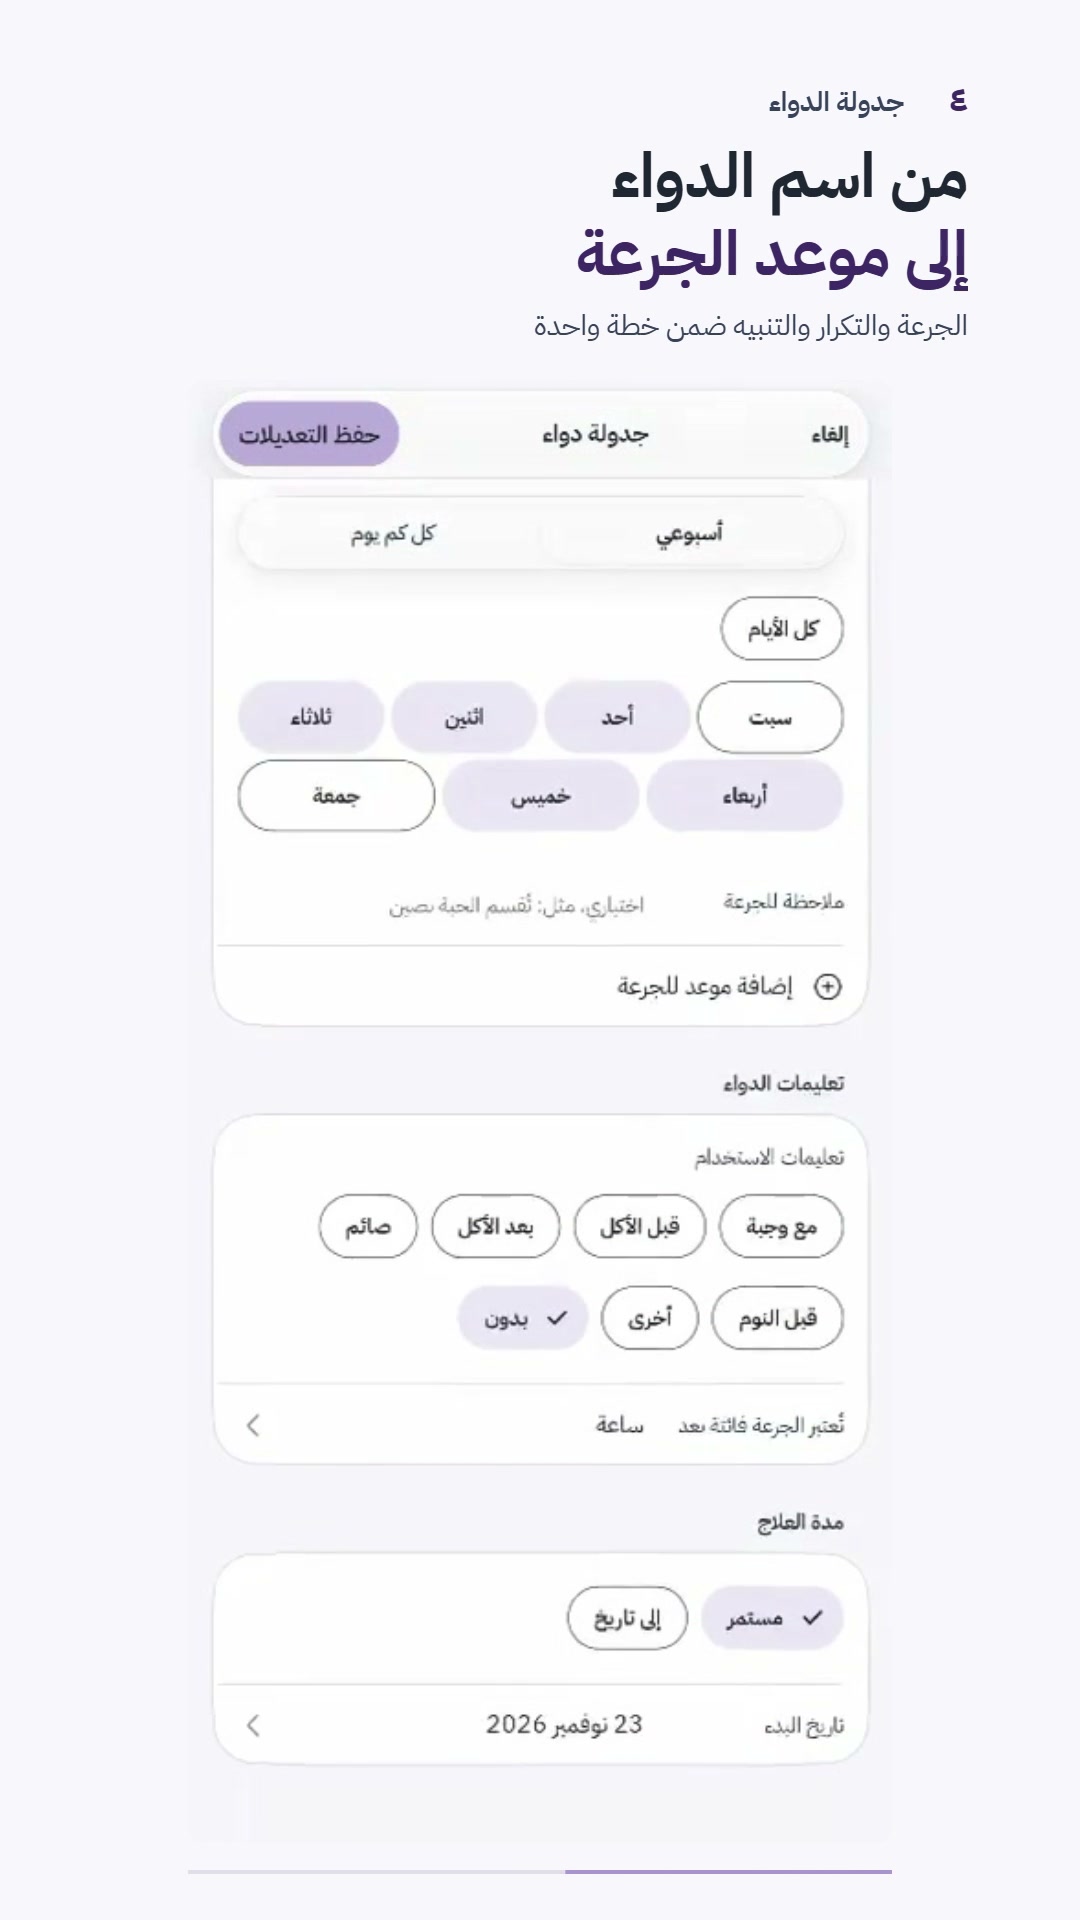 ٤ جدولة الدواء
من اسم الدواء
إلى موعد الجرعة
الجرعة والتكرار والتنبيه ضمن خطة واحدة
إلغاء جدولة دواء حفظ التعديلات
أسبوعي كل كم يوم
كل الأيام
سبت أحد اثنين ثلاثاء
أربعاء خميس جمعة
ملاحظة للجرعة اختياري، مثل: تُقسم الحبة
إضافة موعد للجرعة
تعليمات الدواء
تعليمات الاستخدام
مع وجبة قبل الأكل بعد الأكل صائم
قبل النوم أخرى بدون
تُعتبر الجرعة فائتة بعد ساعة
مدة العلاج
مستمر إلى تاريخ
تاريخ البدء 23 نوفمبر 2026